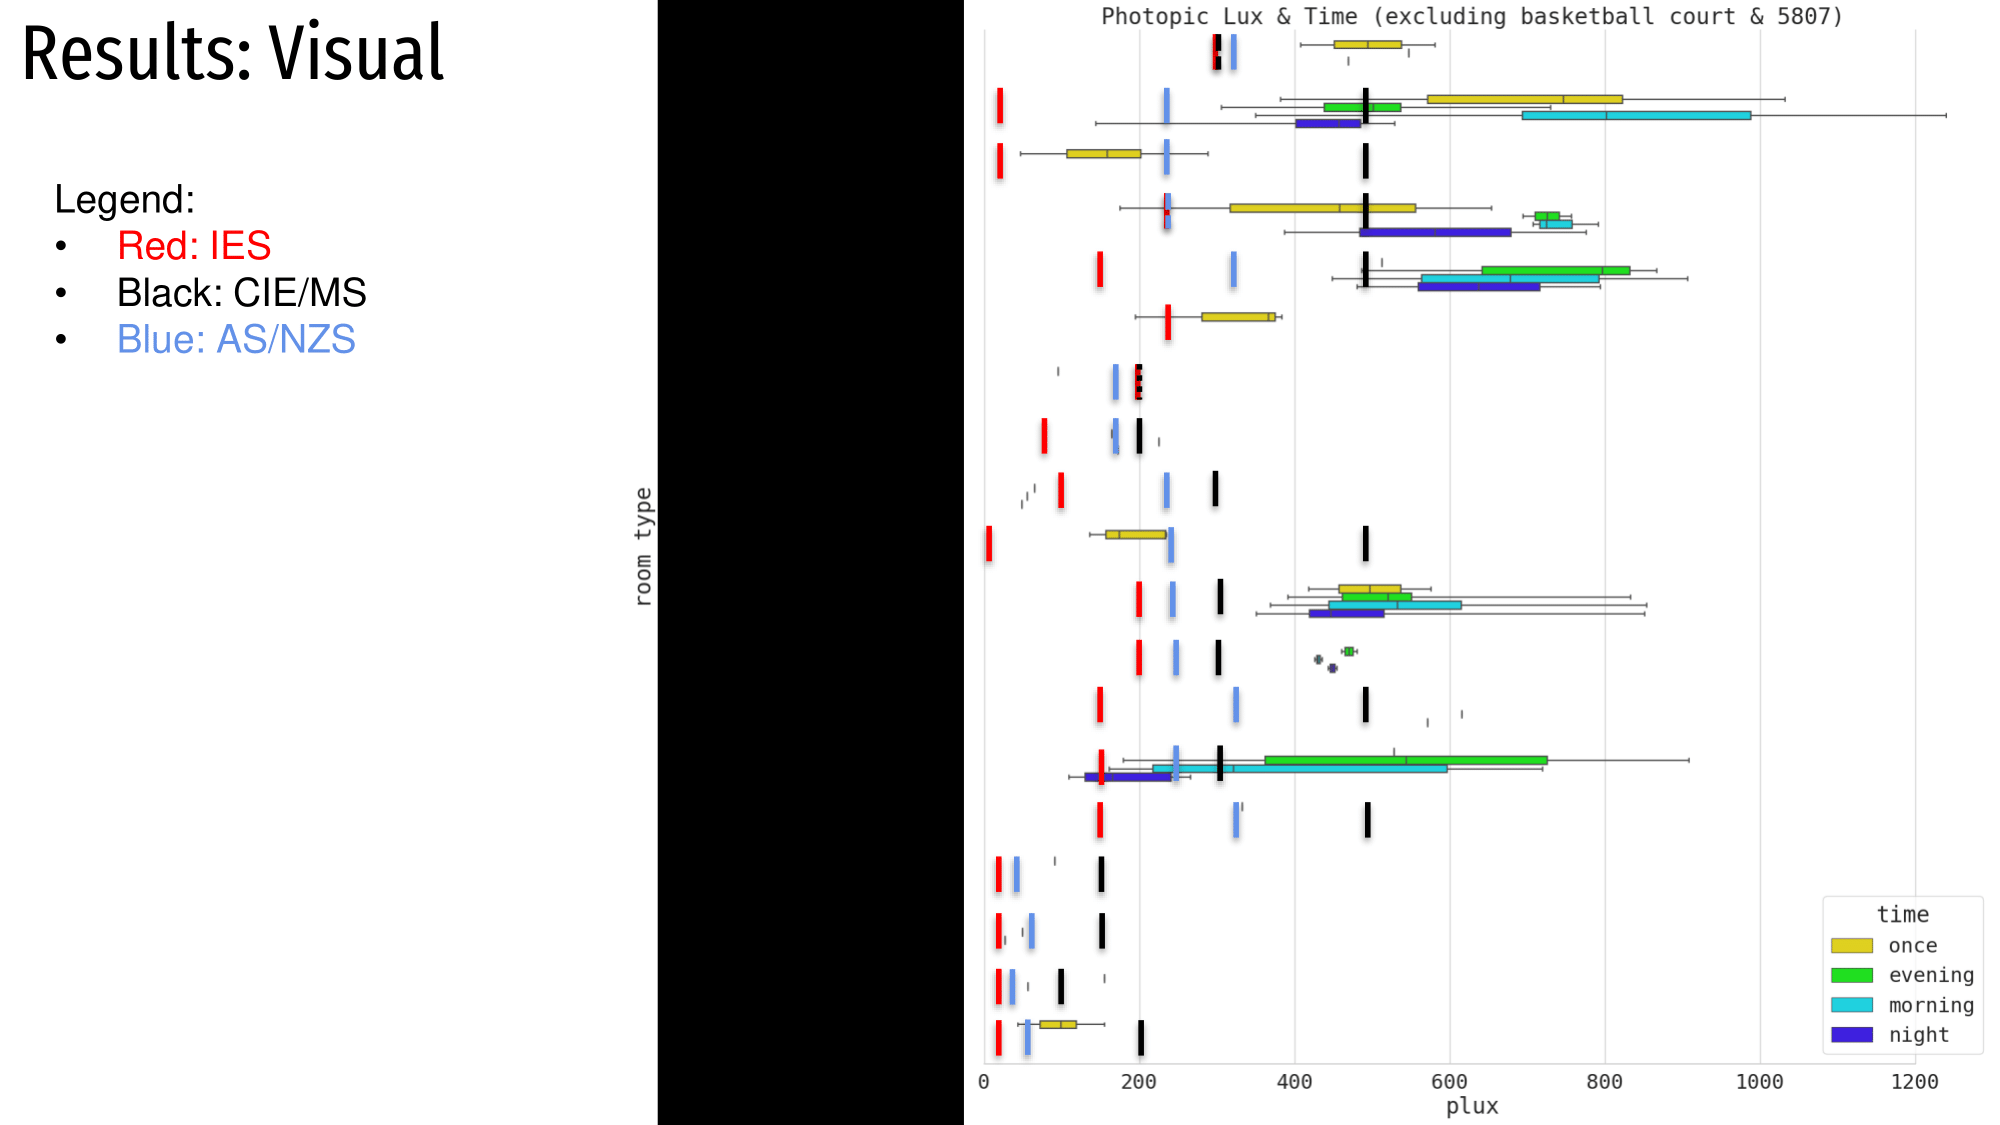 Results: Visual
Legend:
• Red: IES
• Black: CIE/MS
• Blue: AS/NZS
Photopic Lux & Time (excluding basketball court & 5807)
room type
time
once
evening
morning
night
0 200 400 600 800 1000 1200
plux